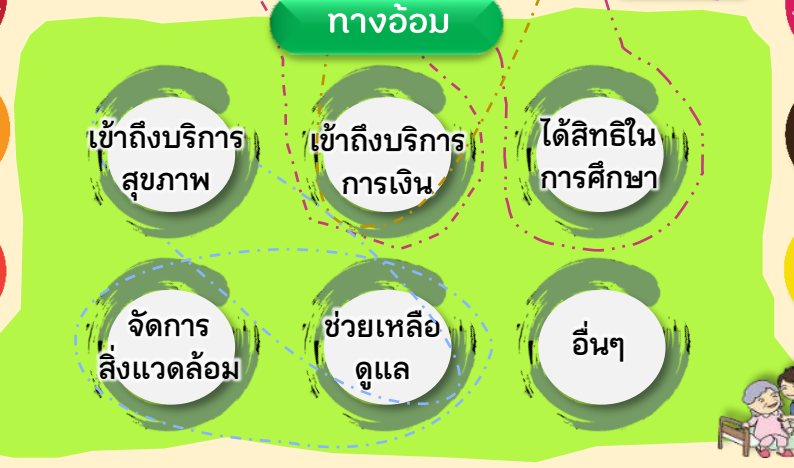 ทางอ้อม
เข้าถึงบริการ
สุขภาพ
เข้าถึงบริการ
การเงิน
ได้สิทธิใน
การศึกษา
จัดการ
สิ่งแวดล้อม
ช่วยเหลือ
ดูแล
อื่นๆ